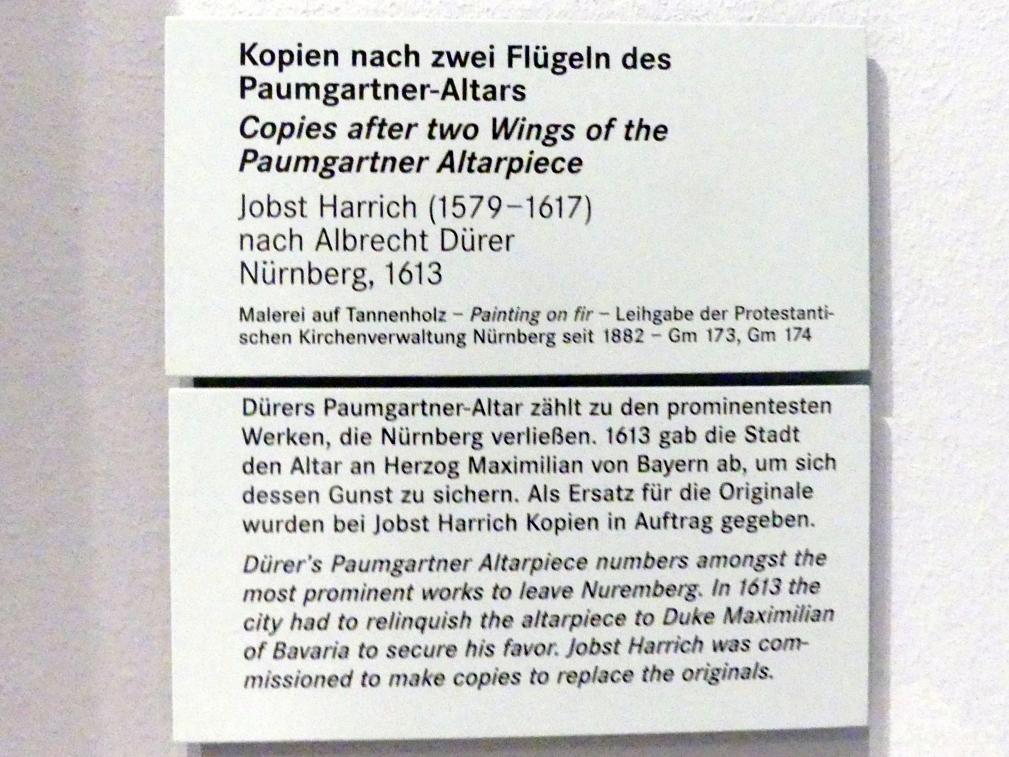 Kopien nach zwei Flügeln des
Paumgartner-Altars
Copies after two Wings of the
Paumgartner Altarpiece
Jobst Harrich (1579–1617)
nach Albrecht Dürer
Nürnberg, 1613
Malerei auf Tannenholz – Painting on fir – Leihgabe der Protestanti-
schen Kirchenverwaltung Nürnberg seit 1882 – Gm 173, Gm 174
Dürers Paumgartner-Altar zählt zu den prominentesten
Werken, die Nürnberg verließen. 1613 gab die Stadt
den Altar an Herzog Maximilian von Bayern ab, um sich
dessen Gunst zu sichern. Als Ersatz für die Originale
wurden bei Jobst Harrich Kopien in Auftrag gegeben.
Dürer's Paumgartner Altarpiece numbers amongst the
most prominent works to leave Nuremberg. In 1613 the
city had to relinquish the altarpiece to Duke Maximilian
of Bavaria to secure his favor. Jobst Harrich was com-
missioned to make copies to replace the originals.